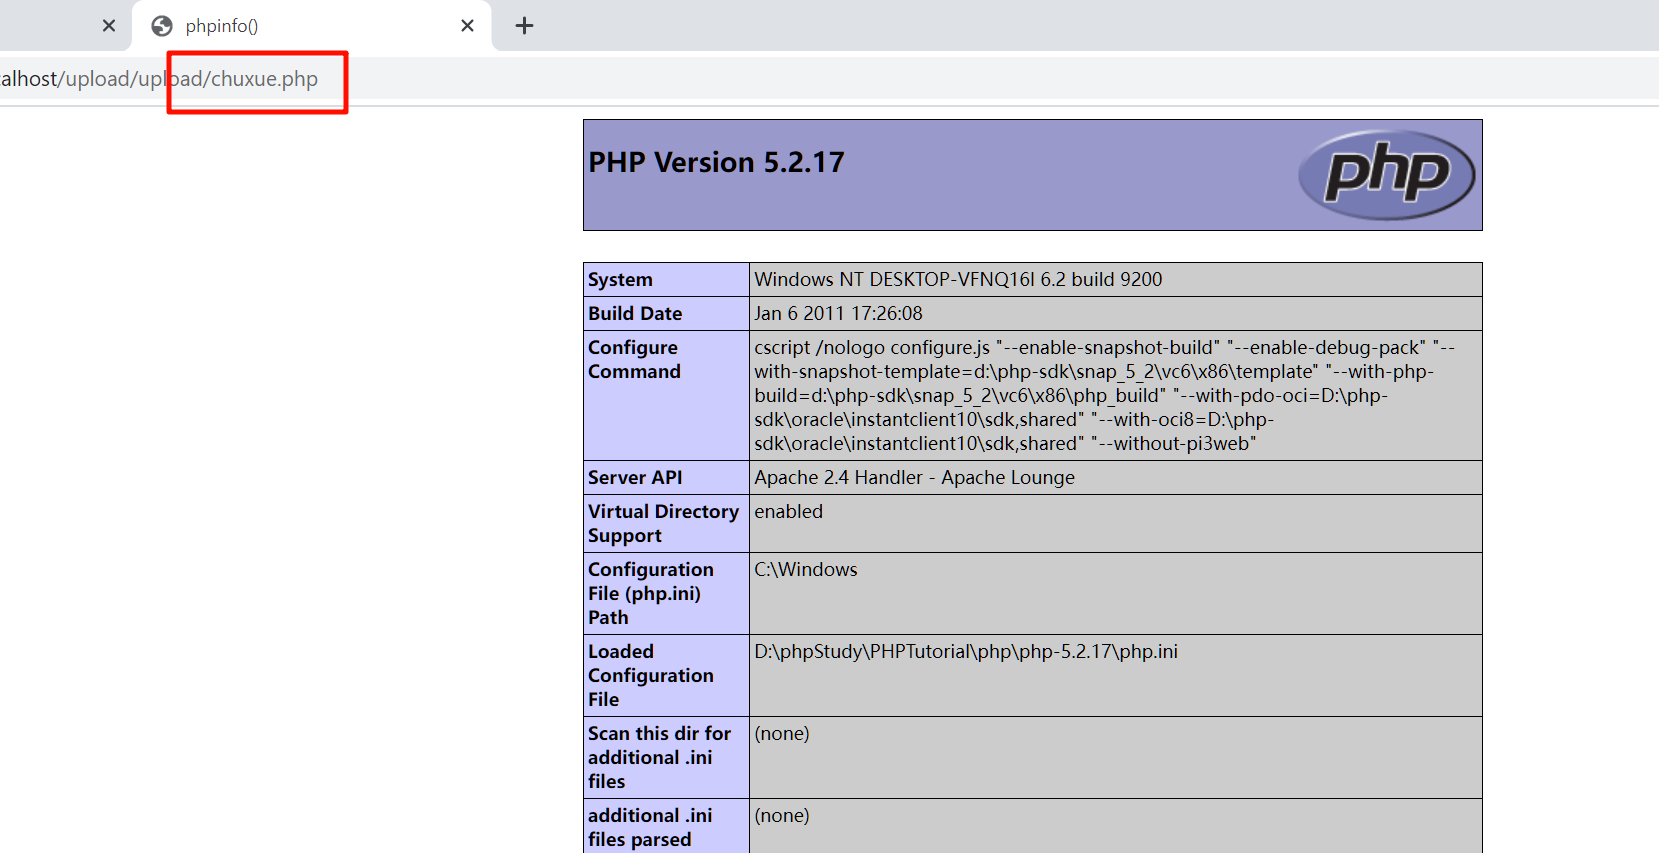 phpinfo()
alhost/upload/upload/chuxue.php
PHP Version 5.2.17
php
System
Windows NT DESKTOP-VFNQ16I 6.2 build 9200
Build Date
Jan 6 2011 17:26:08
Configure
Command
cscript /nologo configure.js "--enable-snapshot-build" "--enable-debug-pack" "--
with-snapshot-template=d:\php-sdk\snap_5_2\vc6\x86\template" "--with-php-
build=d:\php-sdk\snap_5_2\vc6\x86\php_build" "--with-pdo-oci=D:\php-
sdk\oracle\instantclient10\sdk,shared" "--with-oci8=D:\php-
sdk\oracle\instantclient10\sdk,shared" "--without-pi3web"
Server API
Apache 2.4 Handler - Apache Lounge
Virtual Directory
Support
enabled
Configuration
File (php.ini)
Path
C:\Windows
Loaded
Configuration
File
D:\phpStudy\PHPTutorial\php\php-5.2.17\php.ini
Scan this dir for
additional .ini
files
(none)
additional .ini
files parsed
(none)